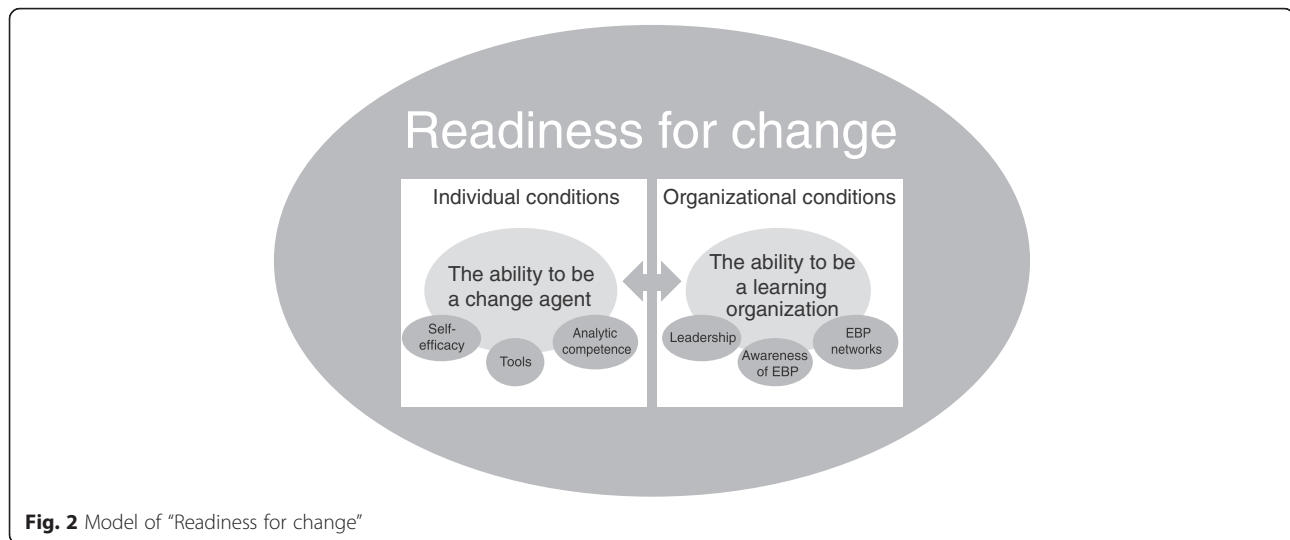 Readiness for change
Individual conditions
The ability to be
a change agent
Self-
efficacy
Tools
Analytic
competence
Organizational conditions
The ability to be
a learning
organization
Leadership
Awareness
of EBP
EBP
networks
Fig. 2 Model of “Readiness for change”